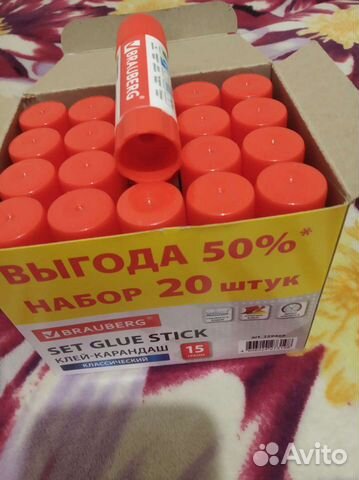 BRAUBERG
ВЫГОДА 50%*
НАБОР 20 ШТУК
BRAUBERG
SET GLUE STICK
КЛЕЙ-КАРАНДАШ
КЛАССИЧЕСКИЙ
15
Avito